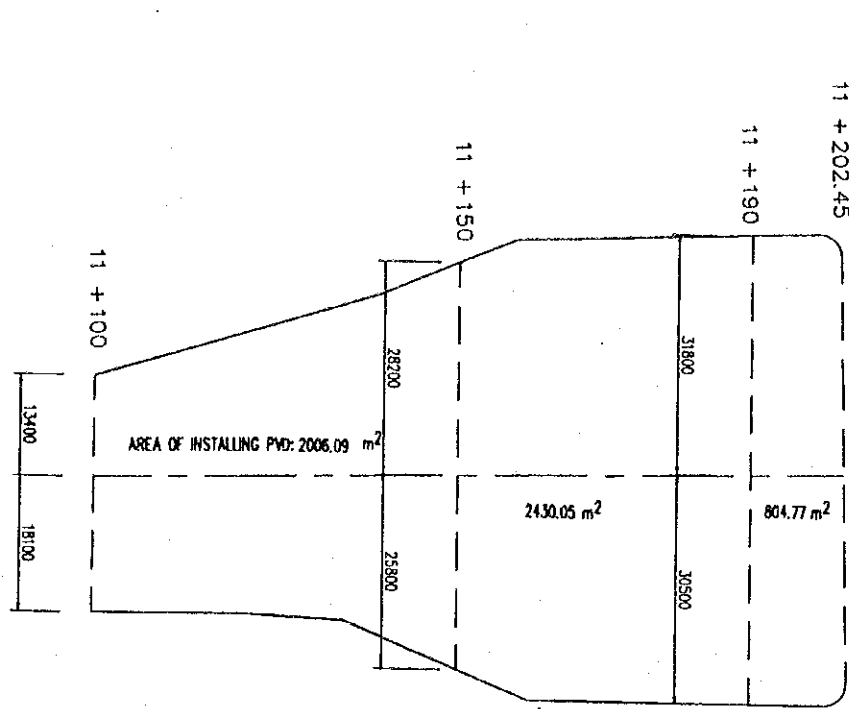 11 + 202.45
11 + 190
11 + 150
11 + 100
28200
31800
13400
AREA OF INSTALLING PVD: 2006.09 m²
2430.05 m²
804.77 m²
18100
25800
30500